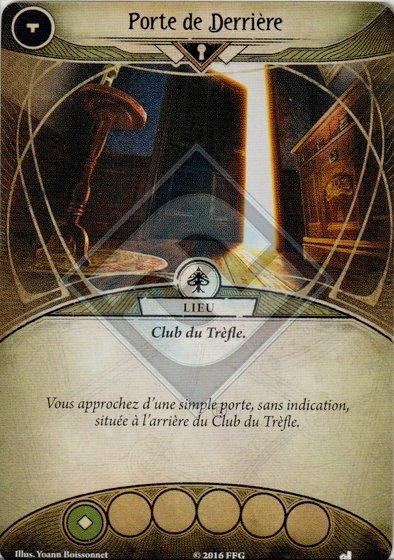 Porte de Derrière
LIEU
Club du Trèfle.
Vous approchez d'une simple porte, sans indication,
située à l'arrière du Club du Trèfle.
Illus. Yoann Boissonnet
© 2016 FFG